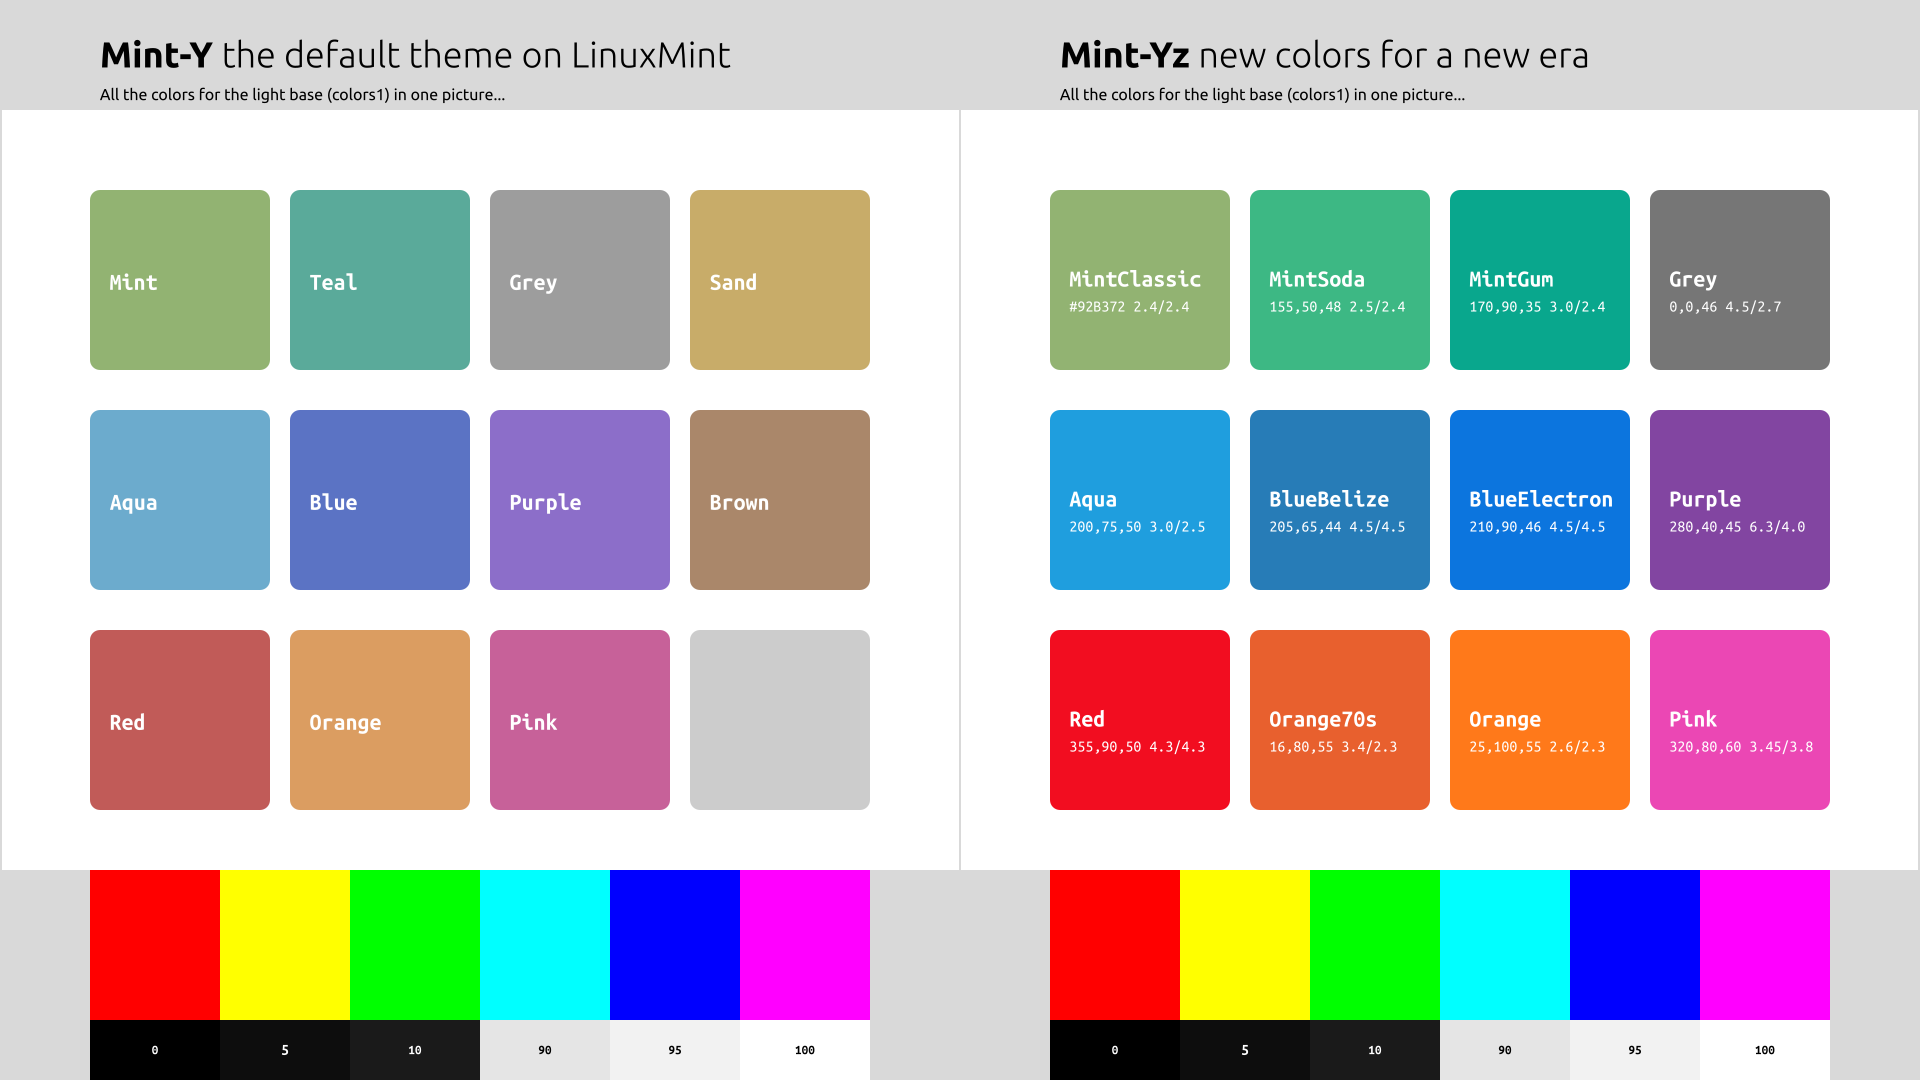 Mint-Y the default theme on LinuxMint
All the colors for the light base (colors1) in one picture...
Mint
Teal
Grey
Sand
Aqua
Blue
Purple
Brown
Red
Orange
Pink
0
5
10
90
95
100
Mint-Yz new colors for a new era
All the colors for the light base (colors1) in one picture...
MintClassic
#92B372 2.4/2.4
MintSoda
155,50,48 2.5/2.4
MintGum
170,90,35 3.0/2.4
Grey
0,0,46 4.5/2.7
Aqua
200,75,50 3.0/2.5
BlueBelize
205,65,44 4.5/4.5
BlueElectron
210,90,46 4.5/4.5
Purple
280,40,45 6.3/4.0
Red
355,90,50 4.3/4.3
Orange70s
16,80,55 3.4/2.3
Orange
25,100,55 2.6/2.3
Pink
320,80,60 3.45/3.8
0
5
10
90
95
100